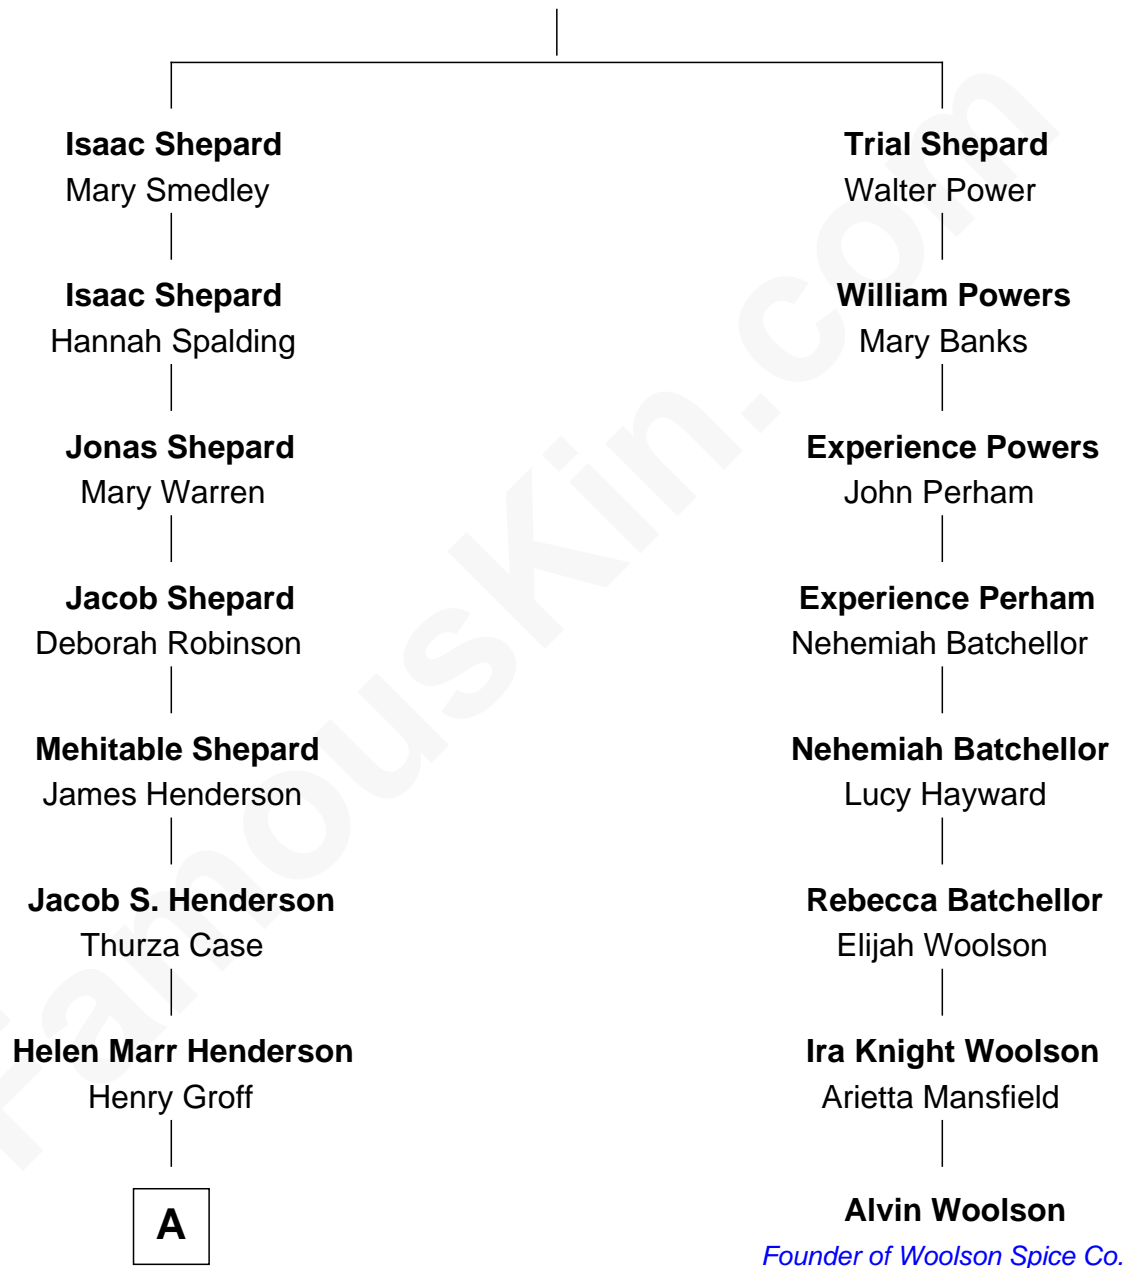 Isaac Shepard
Mary Smedley
Isaac Shepard
Hannah Spalding
Jonas Shepard
Mary Warren
Jacob Shepard
Deborah Robinson
Mehitable Shepard
James Henderson
Jacob S. Henderson
Thurza Case
Helen Marr Henderson
Henry Groff
A
Trial Shepard
Walter Power
William Powers
Mary Banks
Experience Powers
John Perham
Experience Perham
Nehemiah Batchellor
Nehemiah Batchellor
Lucy Hayward
Rebecca Batchellor
Elijah Woolson
Ira Knight Woolson
Arietta Mansfield
Alvin Woolson
Founder of Woolson Spice Co.
FamousKin.com